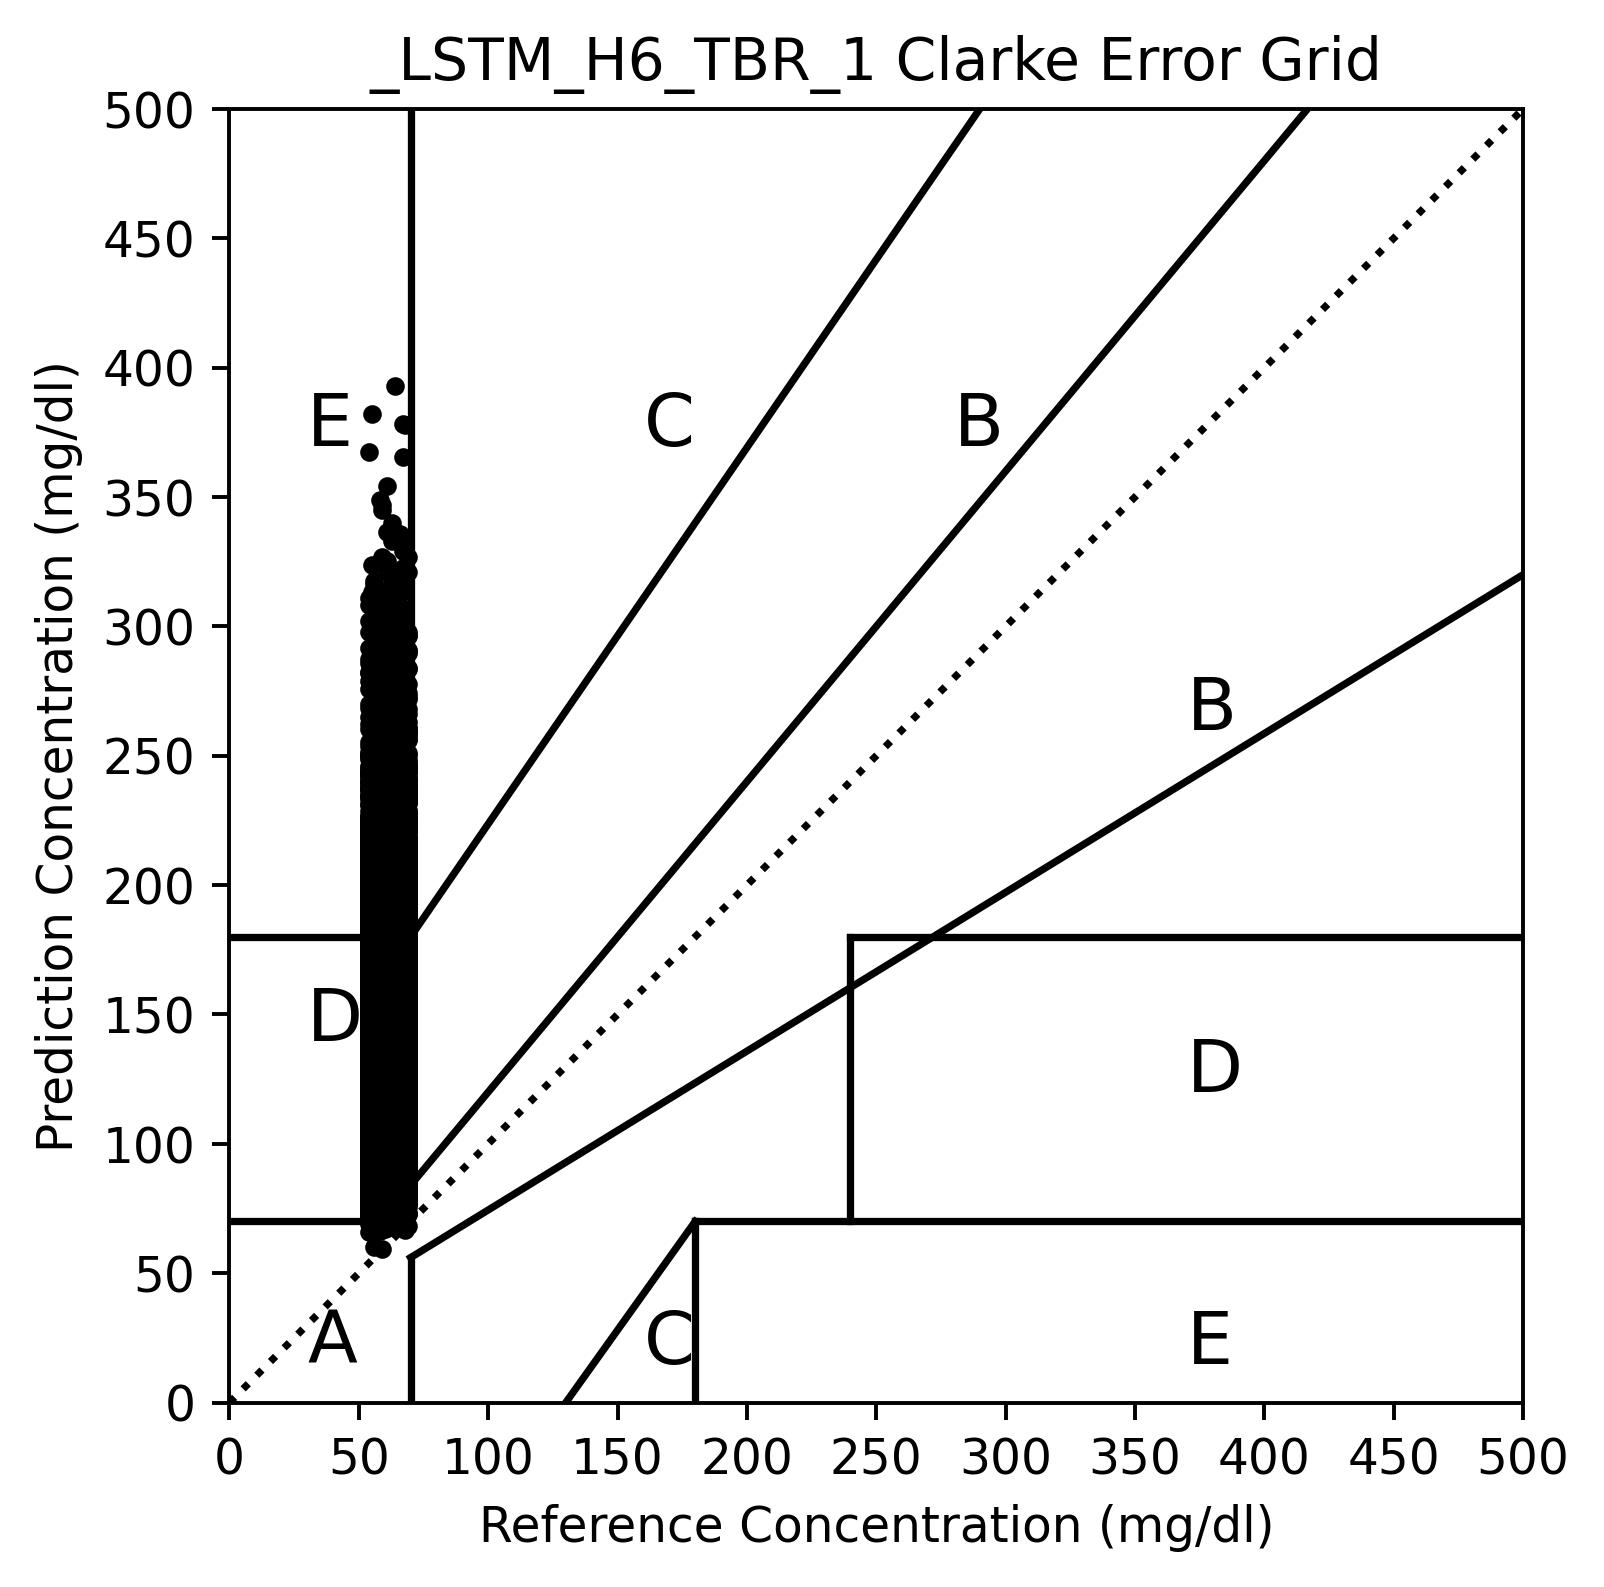 _LSTM_H6_TBR_1 Clarke Error Grid
500
450
400
350
300
250
200
150
100
50
0
Prediction Concentration (mg/dl)
E
C
B
B
D
D
A
C
E
0 50 100 150 200 250 300 350 400 450 500
Reference Concentration (mg/dl)